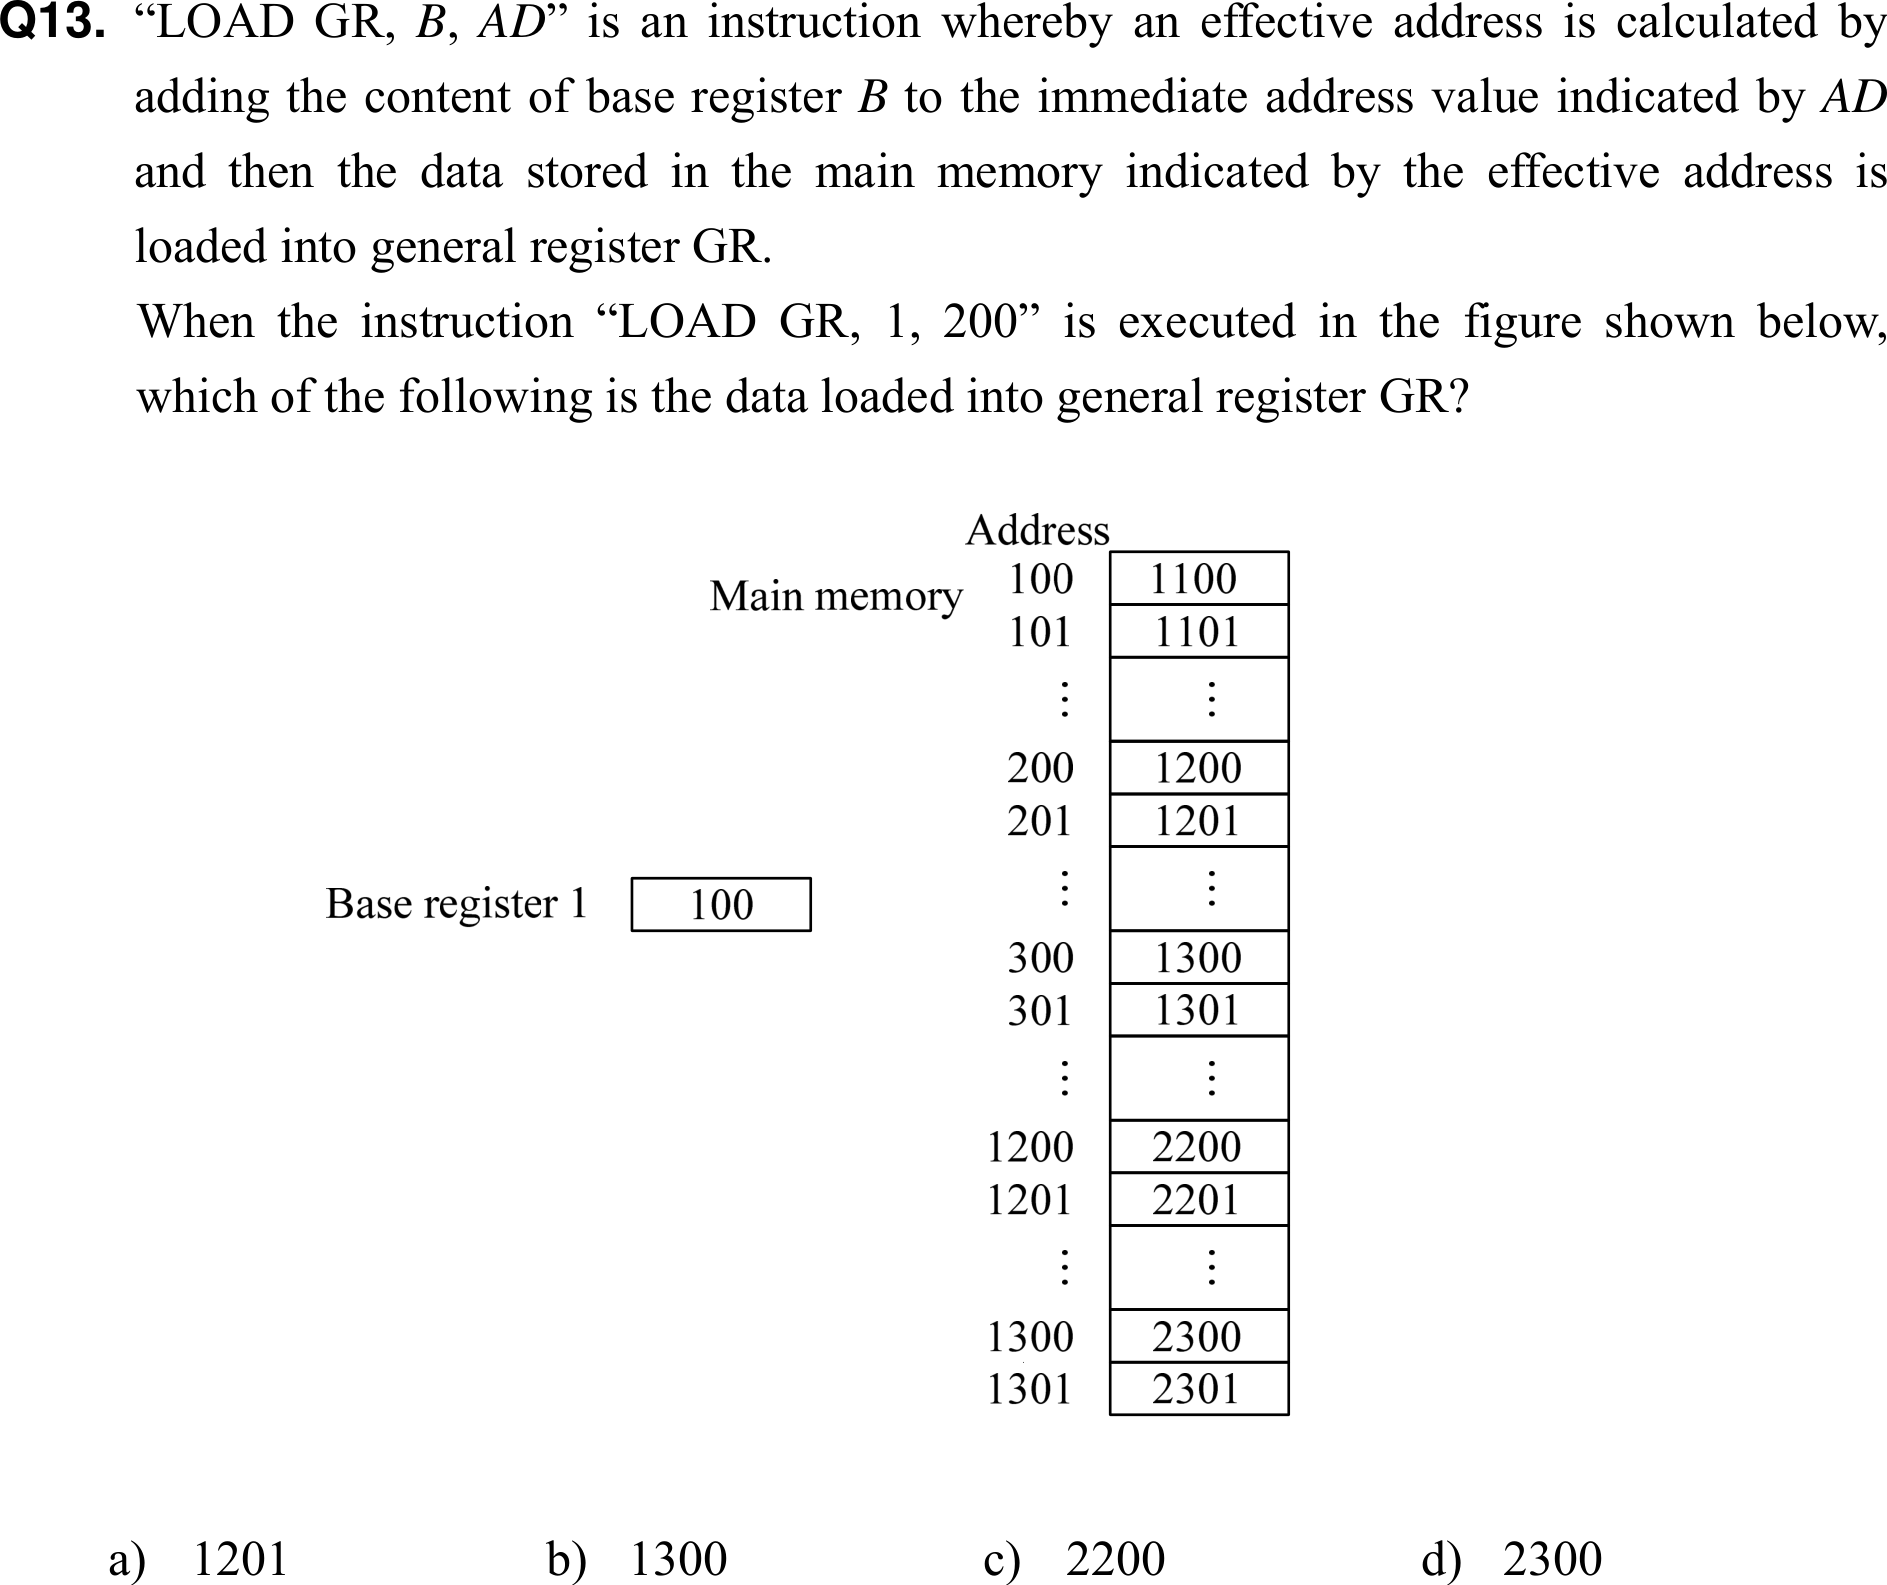 Q13. “LOAD GR, B, AD” is an instruction whereby an effective address is calculated by
adding the content of base register B to the immediate address value indicated by AD
and then the data stored in the main memory indicated by the effective address is
loaded into general register GR.
When the instruction “LOAD GR, 1, 200” is executed in the figure shown below,
which of the following is the data loaded into general register GR?
Address
Main memory 100 1100
101 1101
⋮ ⋮
200 1200
201 1201
⋮ ⋮
Base register 1 100
300 1300
301 1301
⋮ ⋮
1200 2200
1201 2201
⋮ ⋮
1300 2300
1301 2301
a) 1201 b) 1300 c) 2200 d) 2300